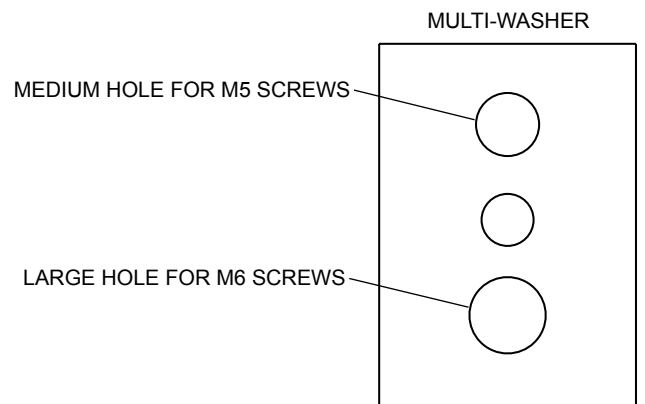 MULTI-WASHER
MEDIUM HOLE FOR M5 SCREWS
LARGE HOLE FOR M6 SCREWS